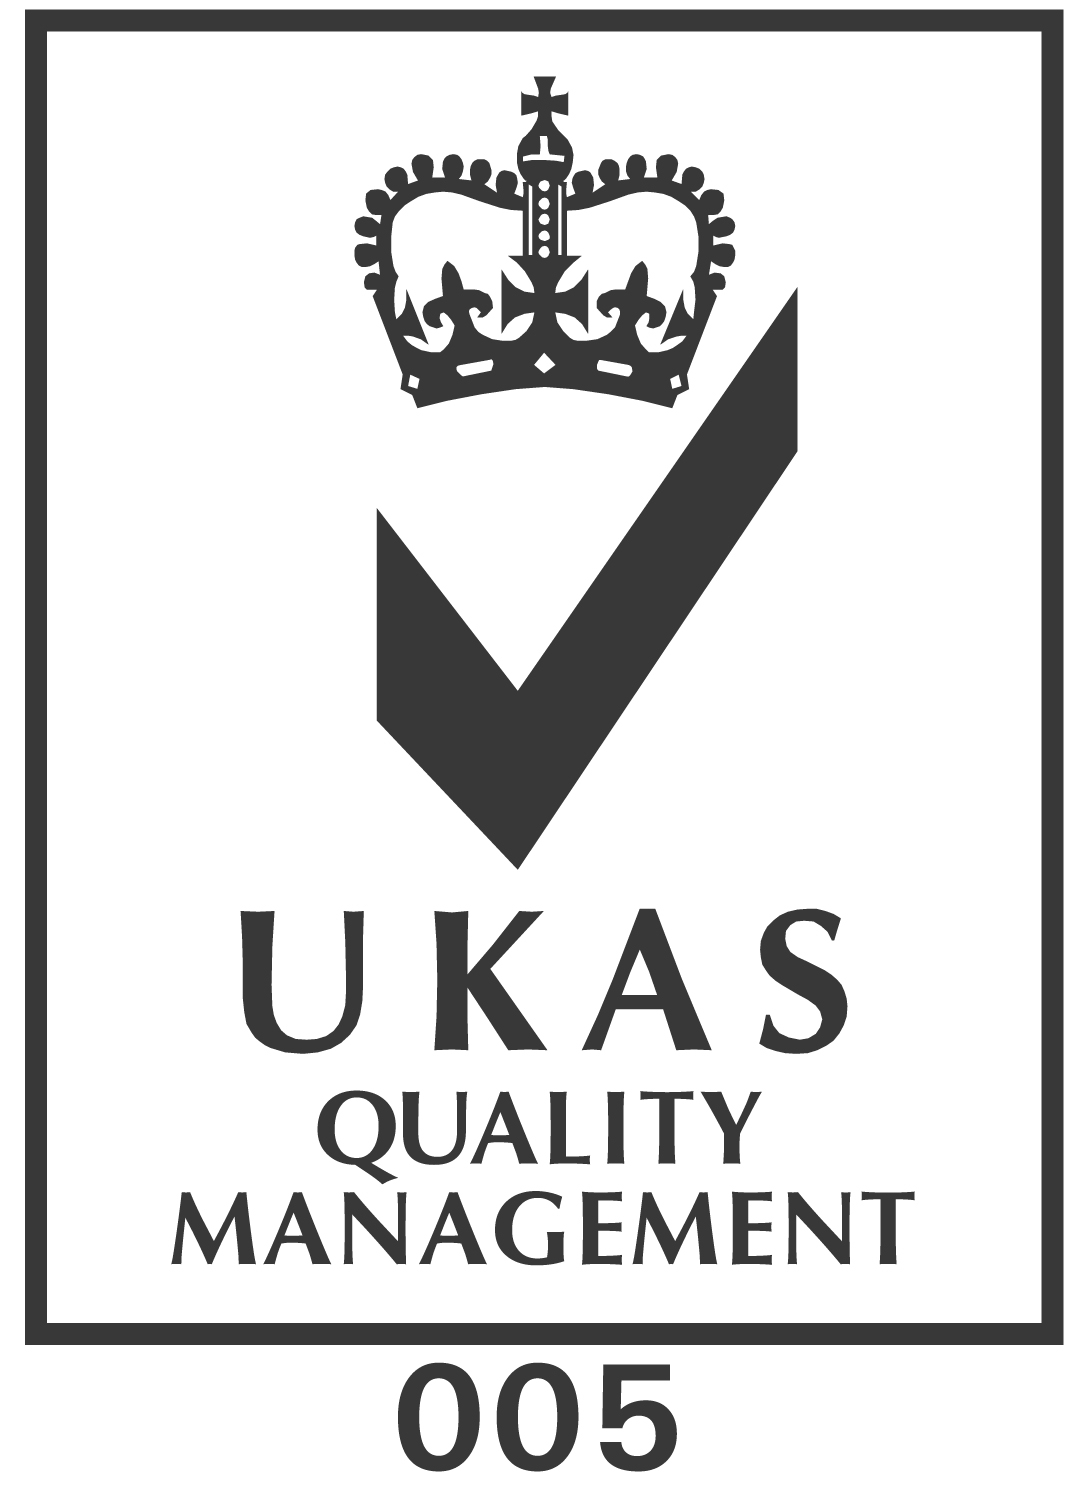 UKAS
QUALITY
MANAGEMENT
005